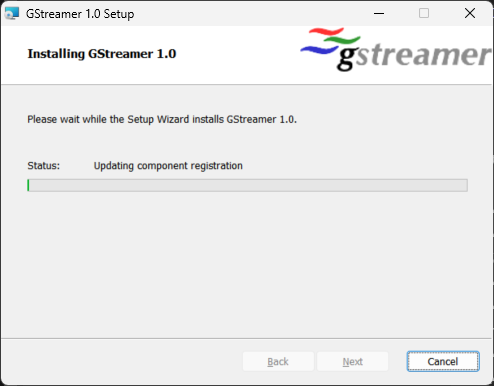 GStreamer 1.0 Setup
Installing GStreamer 1.0
gstreamer
Please wait while the Setup Wizard installs GStreamer 1.0.
Status: Updating component registration
Back Next Cancel